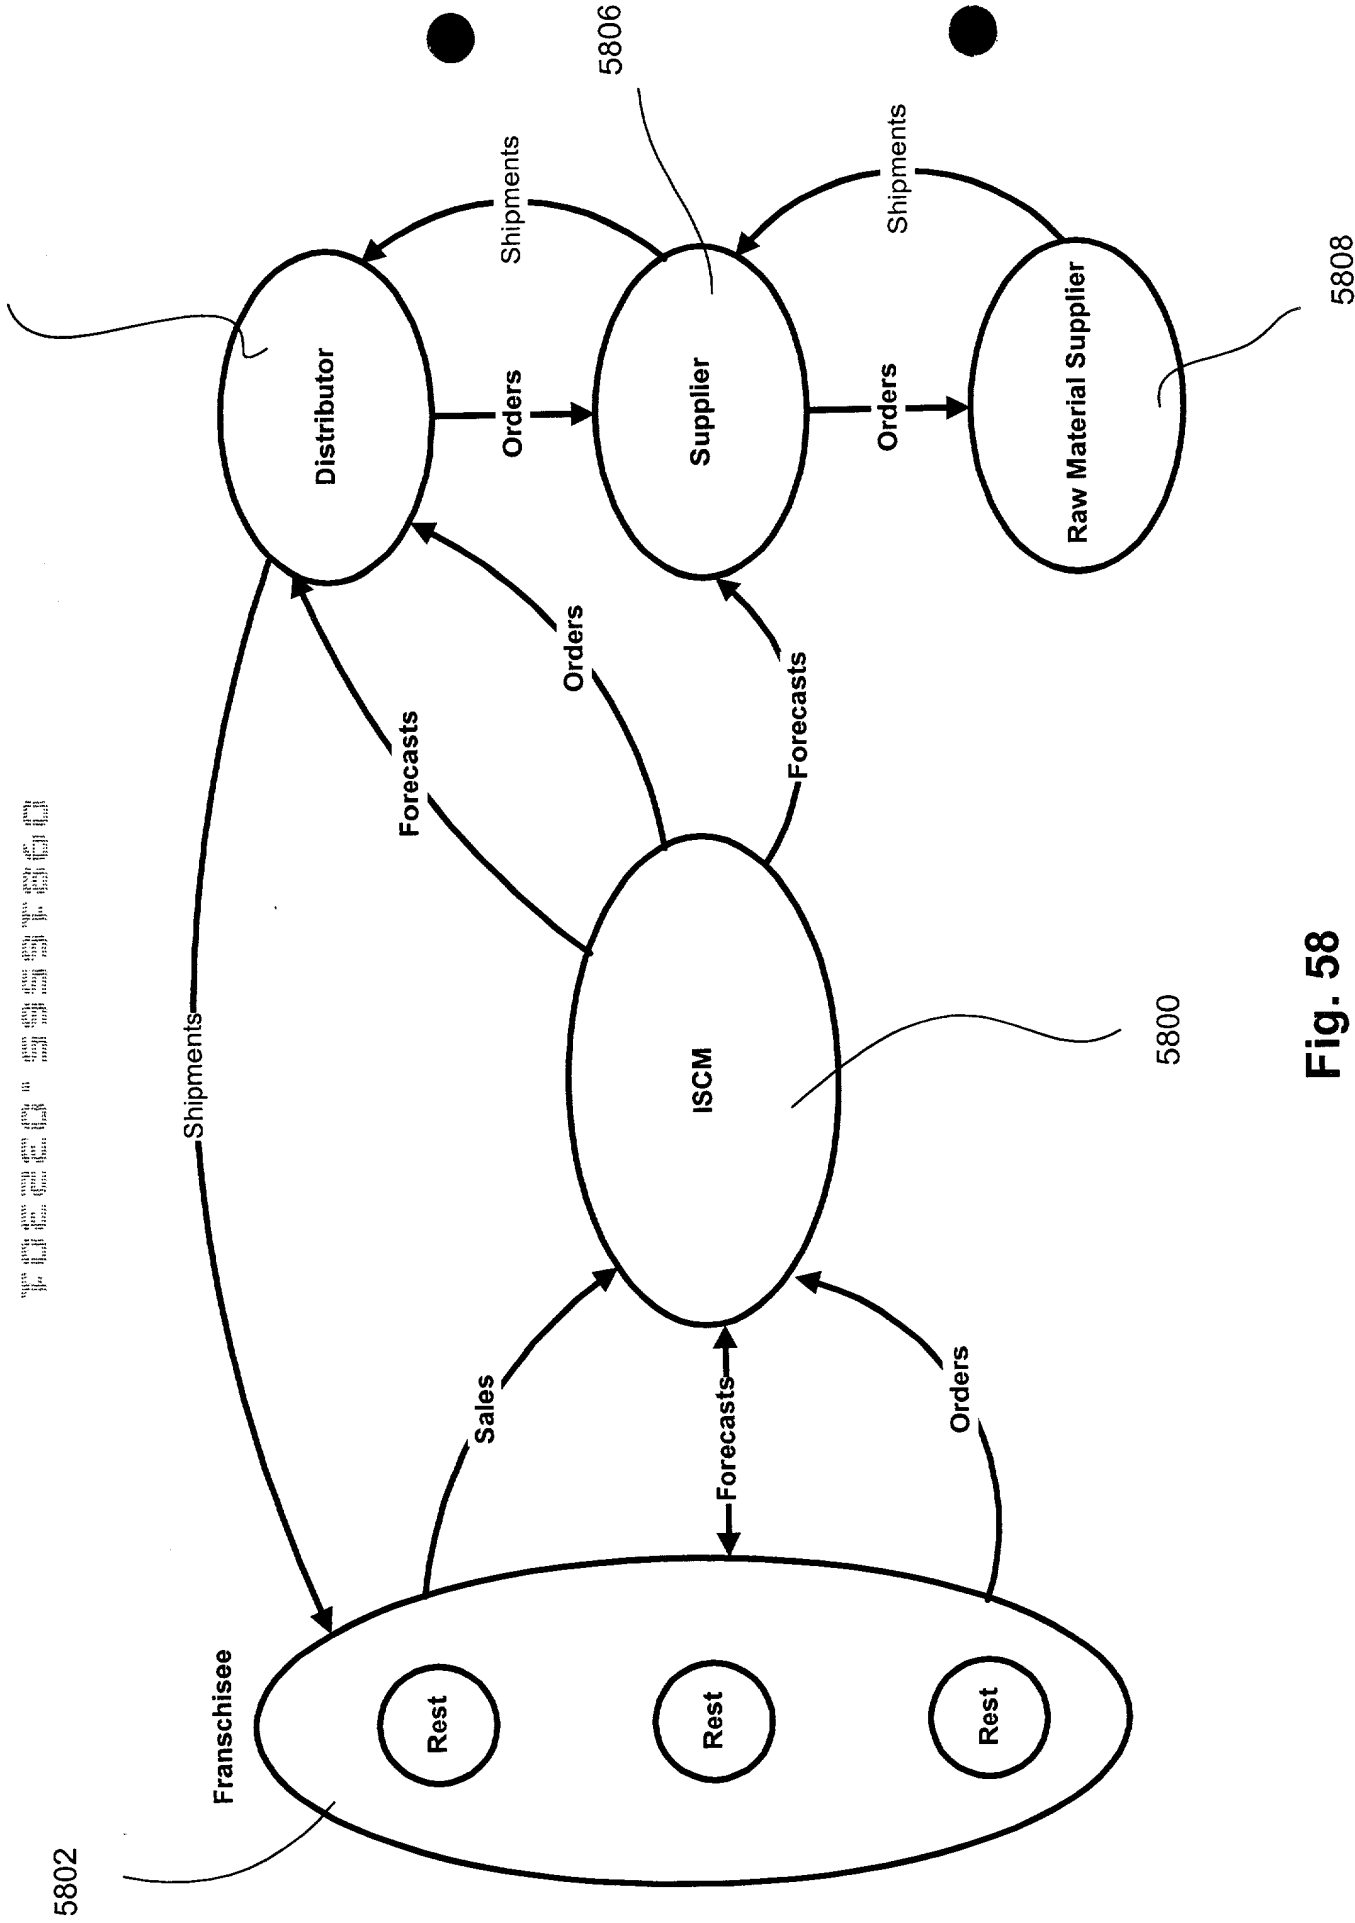 Shipments
5806
Franschisee
Distributor
Forecasts
Orders
Orders
Shipments
5802
Rest
Rest
Rest
Sales
Forecasts
Orders
ISCM
5800
Forecasts
Supplier
Orders
Shipments
Raw Material Supplier
5808
Fig. 58